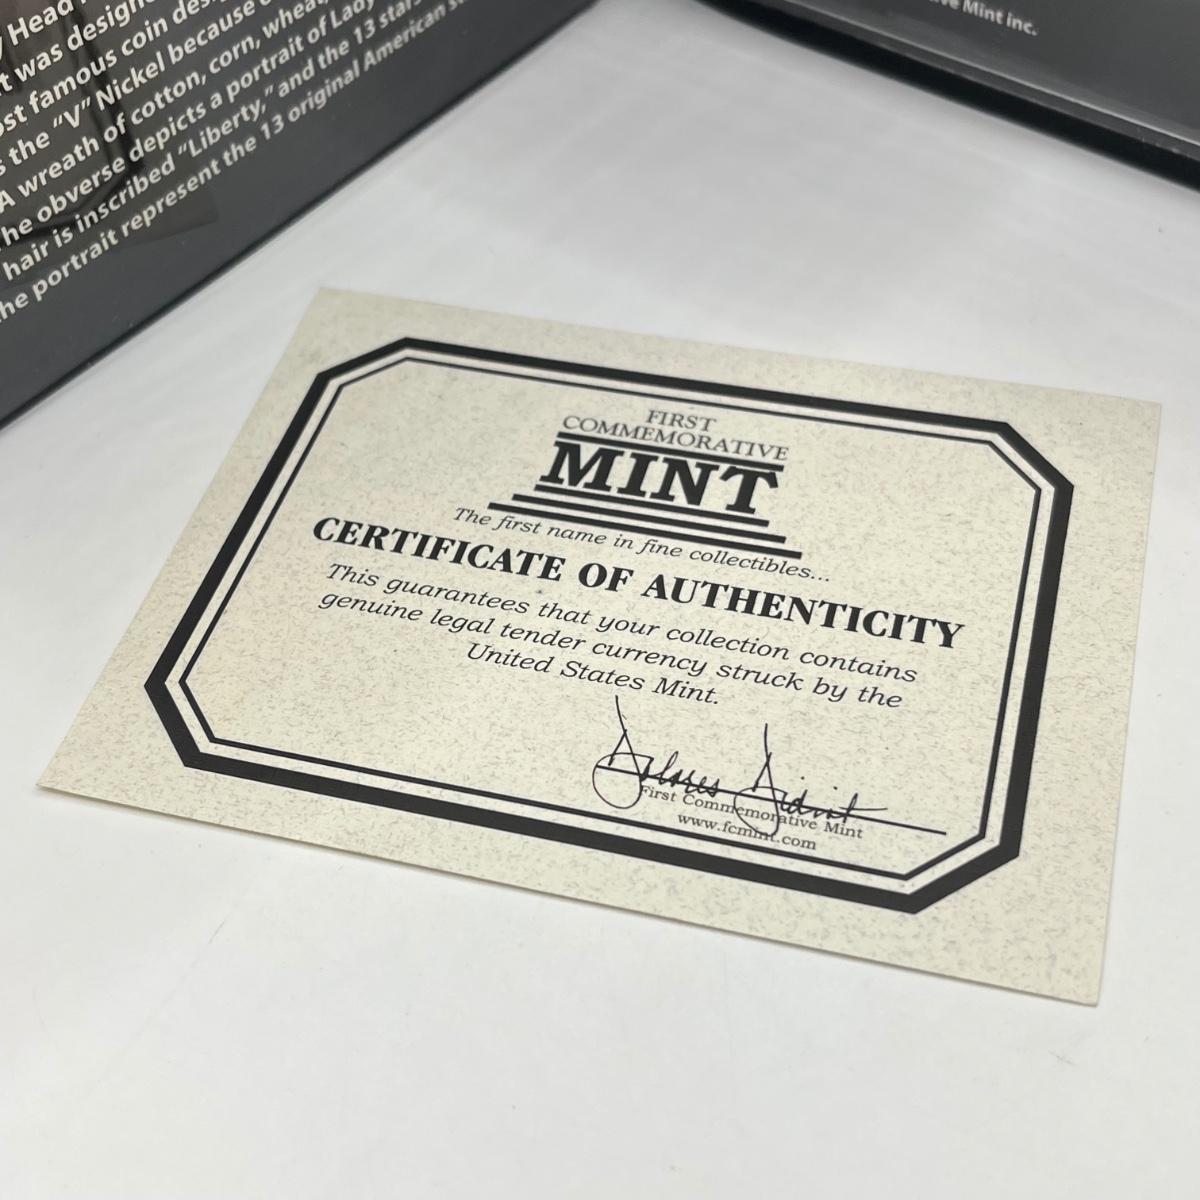 Head
t was design
ost famous coin des
s the "V" Nickel because
A wreath of cotton, corn, wheat,
he obverse depicts a portrait of Lady
hair is inscribed "Liberty," and the 13 stars
he portrait represent the 13 original American s
ve Mint inc.
FIRST
COMMEMORATIVE
MINT
The first name in fine collectibles...
CERTIFICATE OF AUTHENTICITY
This guarantees that your collection contains
genuine legal tender currency struck by the
United States Mint.
First Commemorative Mint
www.fcmint.com